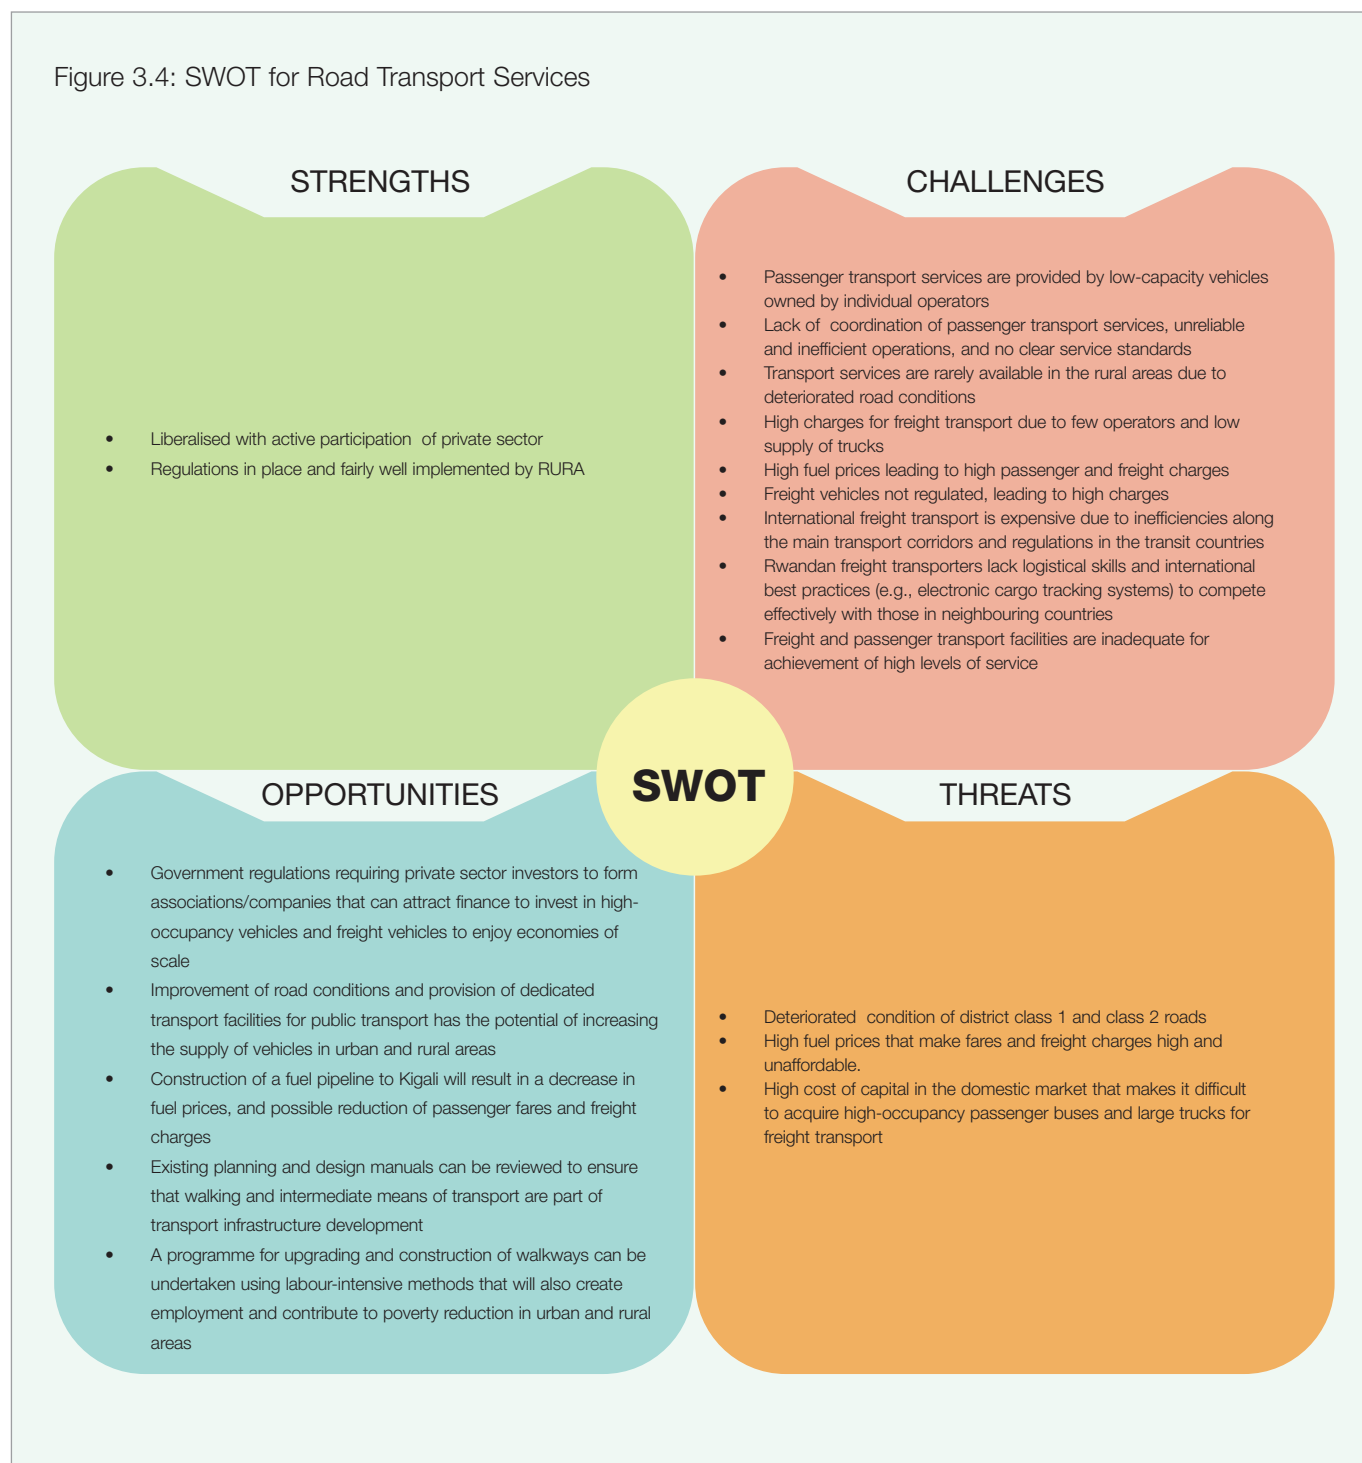 Figure 3.4: SWOT for Road Transport Services
STRENGTHS
• Liberalised with active participation of private sector
• Regulations in place and fairly well implemented by RURA
CHALLENGES
• Passenger transport services are provided by low-capacity vehicles
owned by individual operators
• Lack of coordination of passenger transport services, unreliable
and inefficient operations, and no clear service standards
• Transport services are rarely available in the rural areas due to
deteriorated road conditions
• High charges for freight transport due to few operators and low
supply of trucks
• High fuel prices leading to high passenger and freight charges
• Freight vehicles not regulated, leading to high charges
• International freight transport is expensive due to inefficiencies along
the main transport corridors and regulations in the transit countries
• Rwandan freight transporters lack logistical skills and international
best practices (e.g., electronic cargo tracking systems) to compete
effectively with those in neighbouring countries
• Freight and passenger transport facilities are inadequate for
achievement of high levels of service
SWOT
OPPORTUNITIES
• Government regulations requiring private sector investors to form
associations/companies that can attract finance to invest in high-
occupancy vehicles and freight vehicles to enjoy economies of
scale
• Improvement of road conditions and provision of dedicated
transport facilities for public transport has the potential of increasing
the supply of vehicles in urban and rural areas
• Construction of a fuel pipeline to Kigali will result in a decrease in
fuel prices, and possible reduction of passenger fares and freight
charges
• Existing planning and design manuals can be reviewed to ensure
that walking and intermediate means of transport are part of
transport infrastructure development
• A programme for upgrading and construction of walkways can be
undertaken using labour-intensive methods that will also create
employment and contribute to poverty reduction in urban and rural
areas
THREATS
• Deteriorated condition of district class 1 and class 2 roads
• High fuel prices that make fares and freight charges high and
unaffordable.
• High cost of capital in the domestic market that makes it difficult
to acquire high-occupancy passenger buses and large trucks for
freight transport